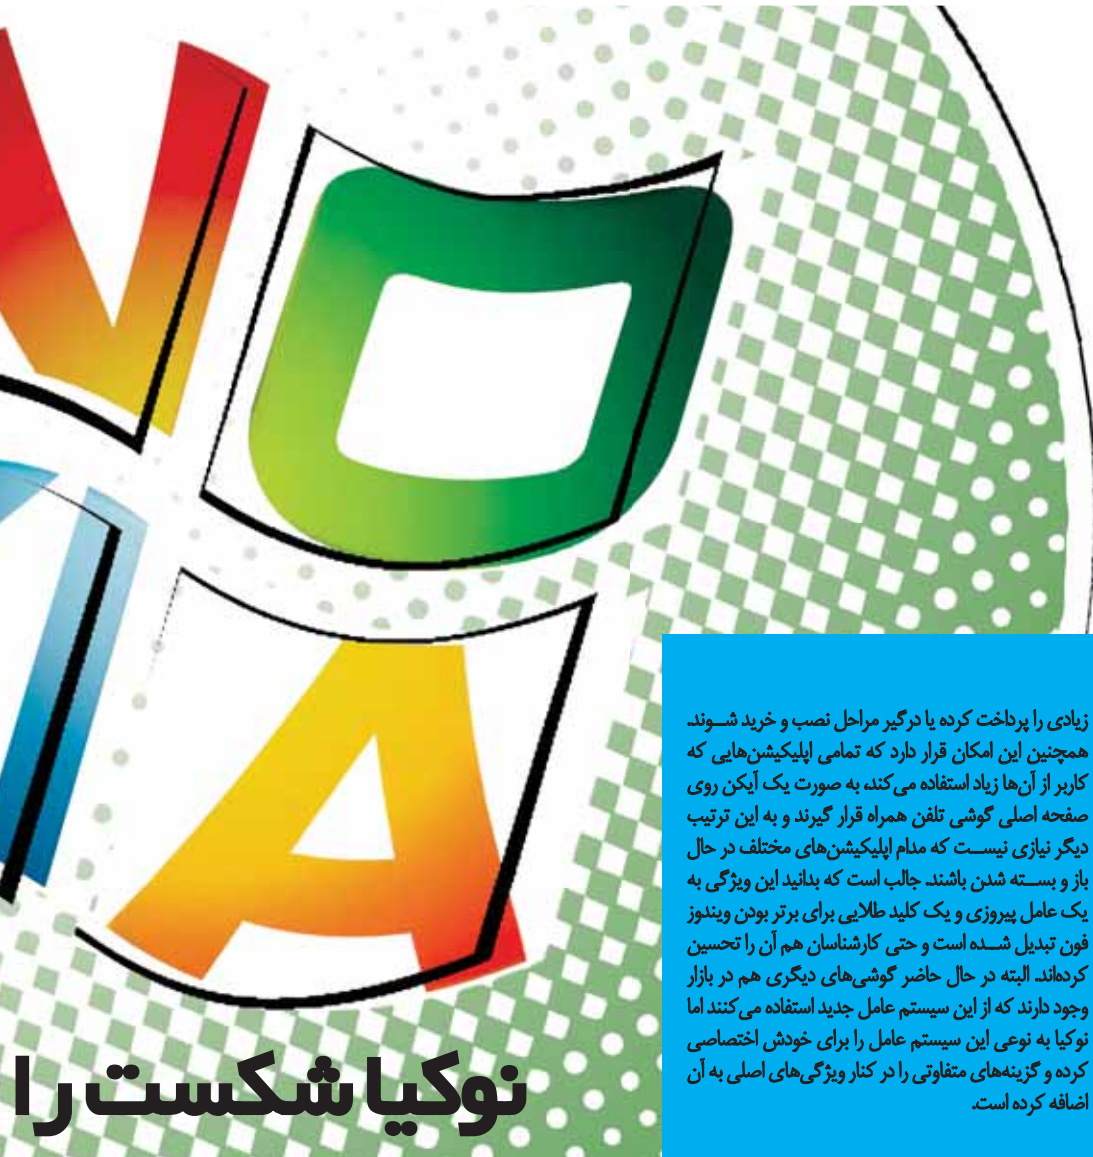 زیادی را پرداخت کرده یا درگیر مراحل نصب و خرید شــوند.
همچنین این امکان قرار دارد که تمامی اپلیکیشن‌هایی که
کاربر از آن‌ها زیاد استفاده می‌کند، به صورت یک آیکن روی
صفحه اصلی گوشی تلفن همراه قرار گیرند و به این ترتیب
دیگر نیازی نیســت که مدام اپلیکیشن‌های مختلف در حال
باز و بســته شدن باشند. جالب است که بدانید این ویژگی به
یک عامل پیروزی و یک کلید طلایی برای برتر بودن ویندوز
فون تبدیل شــده است و حتی کارشناسان هم آن را تحسین
کرده‌اند. البته در حال حاضر گوشی‌های دیگری هم در بازار
وجود دارند که از این سیستم عامل جدید استفاده می‌کنند اما
نوکیا به نوعی این سیستم عامل را برای خودش اختصاصی
کرده و گزینه‌های متفاوتی را در کنار ویژگی‌های اصلی به آن
اضافه کرده است.
نوکیا شکست را
O
A